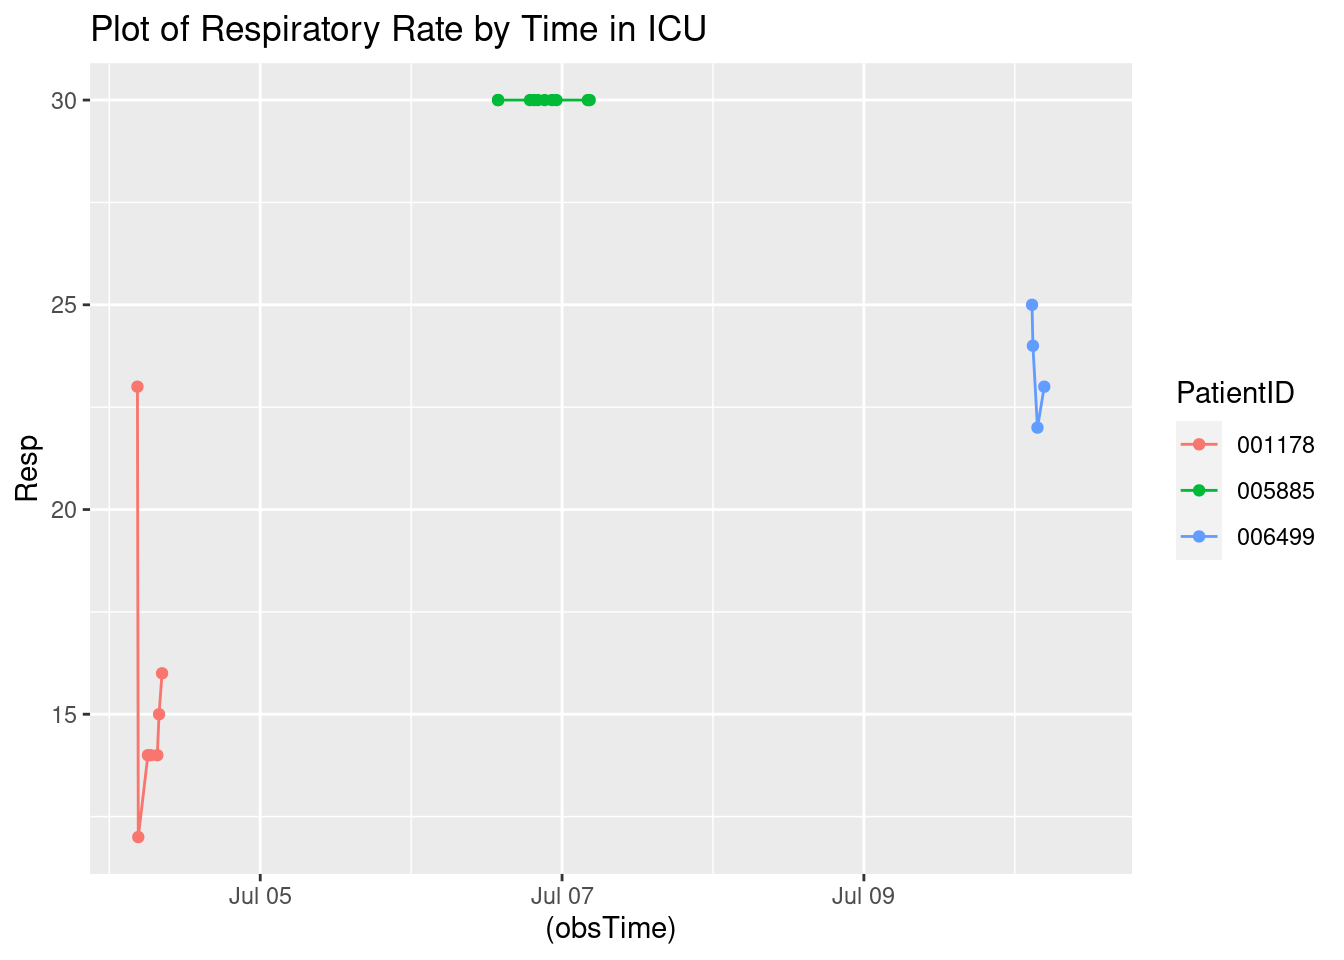 Plot of Respiratory Rate by Time in ICU
30
25
20
15
Resp
Jul 05
Jul 07
Jul 09
(obsTime)
PatientID
001178
005885
006499